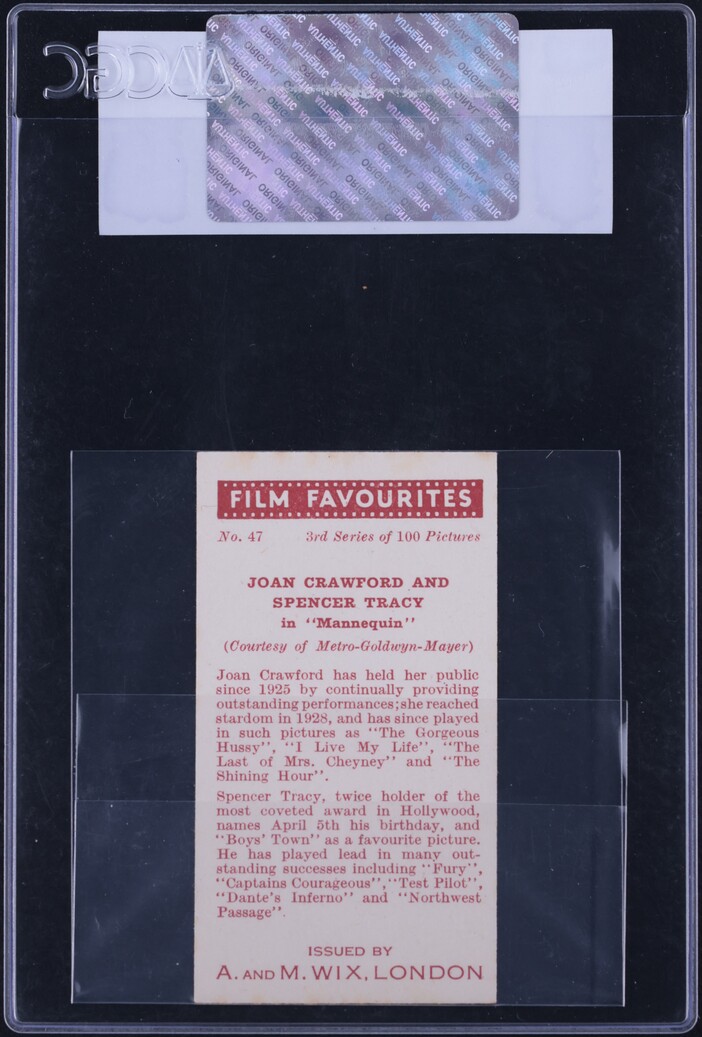 FILM FAVOURITES
No. 47 3rd Series of 100 Pictures
JOAN CRAWFORD AND
SPENCER TRACY
in "Mannequin"
(Courtesy of Metro-Goldwyn-Mayer)
Joan Crawford has held her public
since 1925 by continually providing
outstanding performances; she reached
stardom in 1928, and has since played
in such pictures as "The Gorgeous
Hussy", "I Live My Life", "The
Last of Mrs. Cheyney" and "The
Shining Hour".
Spencer Tracy, twice holder of the
most coveted award in Hollywood,
names April 5th his birthday, and
"Boys' Town" as a favourite picture.
He has played lead in many out-
standing successes including "Fury",
"Captains Courageous", "Test Pilot",
"Dante's Inferno" and "Northwest
Passage".
ISSUED BY
A. AND M. WIX, LONDON